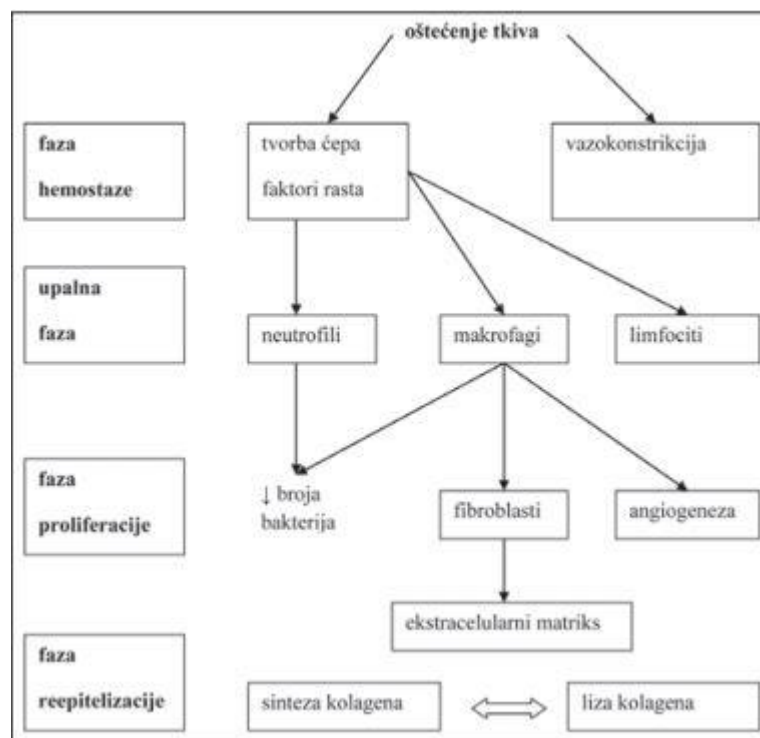 oštećenje tkiva
faza
hemostaze
tvorba ćepa
faktori rasta
vazokonstrikcija
upalna
faza
neutrofili
makrofagi
limfociti
faza
proliferacije
↓ broja
bakterija
fibroblasti
angiogeneza
ekstracelularni matriks
faza
reepitelizacije
sinteza kolagena
liza kolagena